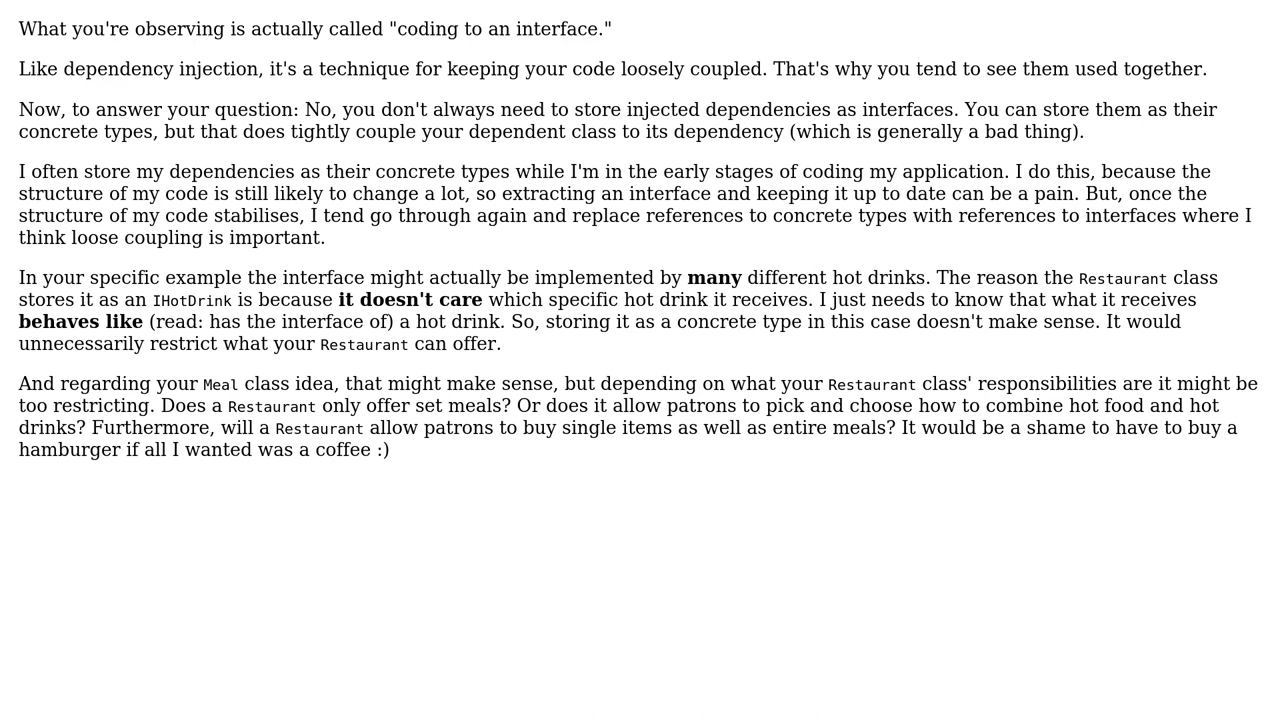 What you're observing is actually called "coding to an interface."
Like dependency injection, it's a technique for keeping your code loosely coupled. That's why you tend to see them used together.
Now, to answer your question: No, you don't always need to store injected dependencies as interfaces. You can store them as their
concrete types, but that does tightly couple your dependent class to its dependency (which is generally a bad thing).
I often store my dependencies as their concrete types while I'm in the early stages of coding my application. I do this, because the
structure of my code is still likely to change a lot, so extracting an interface and keeping it up to date can be a pain. But, once the
structure of my code stabilises, I tend go through again and replace references to concrete types with references to interfaces where I
think loose coupling is important.
In your specific example the interface might actually be implemented by many different hot drinks. The reason the Restaurant class
stores it as an IHotDrink is because it doesn't care which specific hot drink it receives. I just needs to know that what it receives
behaves like (read: has the interface of) a hot drink. So, storing it as a concrete type in this case doesn't make sense. It would
unnecessarily restrict what your Restaurant can offer.
And regarding your Meal class idea, that might make sense, but depending on what your Restaurant class' responsibilities are it might be
too restricting. Does a Restaurant only offer set meals? Or does it allow patrons to pick and choose how to combine hot food and hot
drinks? Furthermore, will a Restaurant allow patrons to buy single items as well as entire meals? It would be a shame to have to buy a
hamburger if all I wanted was a coffee :)